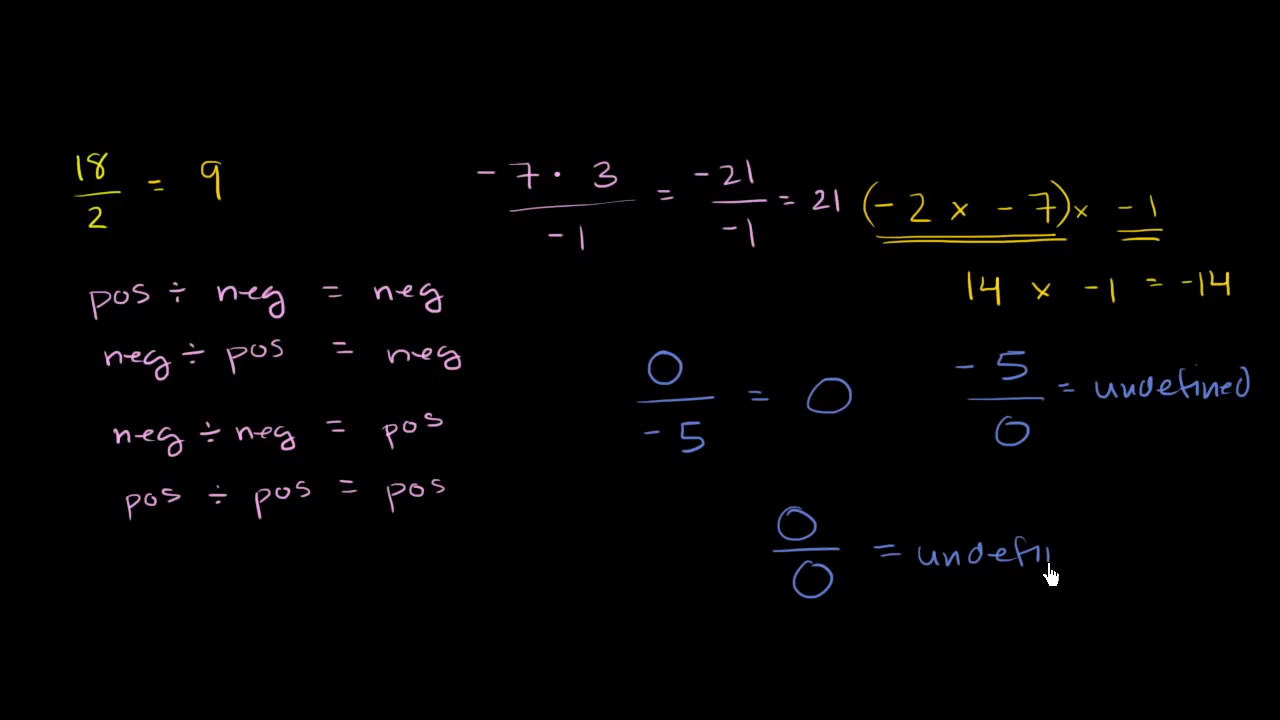 18/2 = 9
pos ÷ neg = neg
neg ÷ pos = neg
neg ÷ neg = pos
pos ÷ pos = pos
-7 · 3/-1 = -21/-1 = 21
(-2 x -7) x -1
14 x -1 = -14
0/-5 = 0
-5/0 = undefined
0/0 = undefi